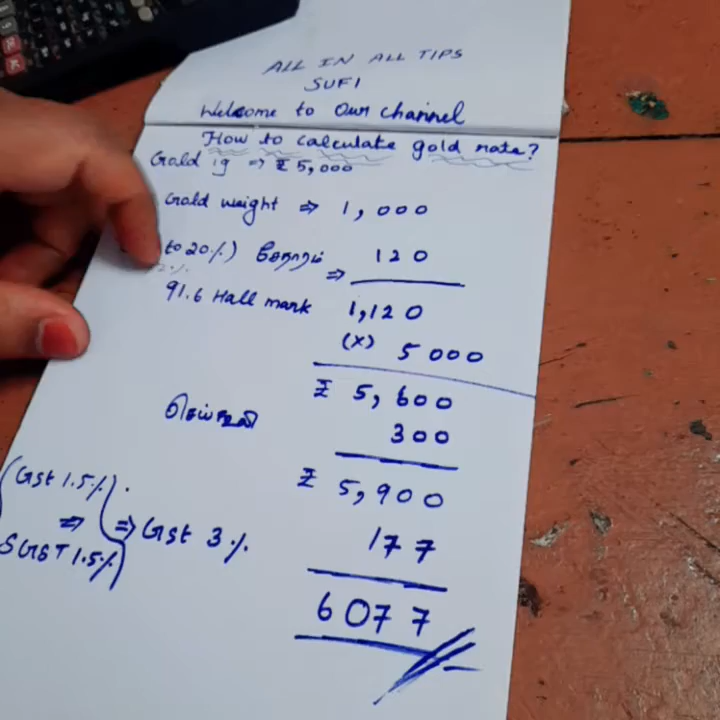 ALL IN ALL TIPS
SUFI
Welcome to Our channel
How to calculate gold rate?
Gold 1g => ₹ 5,000
Gold weight => 1,000
to 20%) சேதாரம் => 120
2%
91.6 Hall mark 1,120
(x) 5000
₹ 5,600
செய்கூலி 300
₹ 5,900
(Gst 1.5%)
=> => Gst 3% 177
SGST 1.5%)
6077